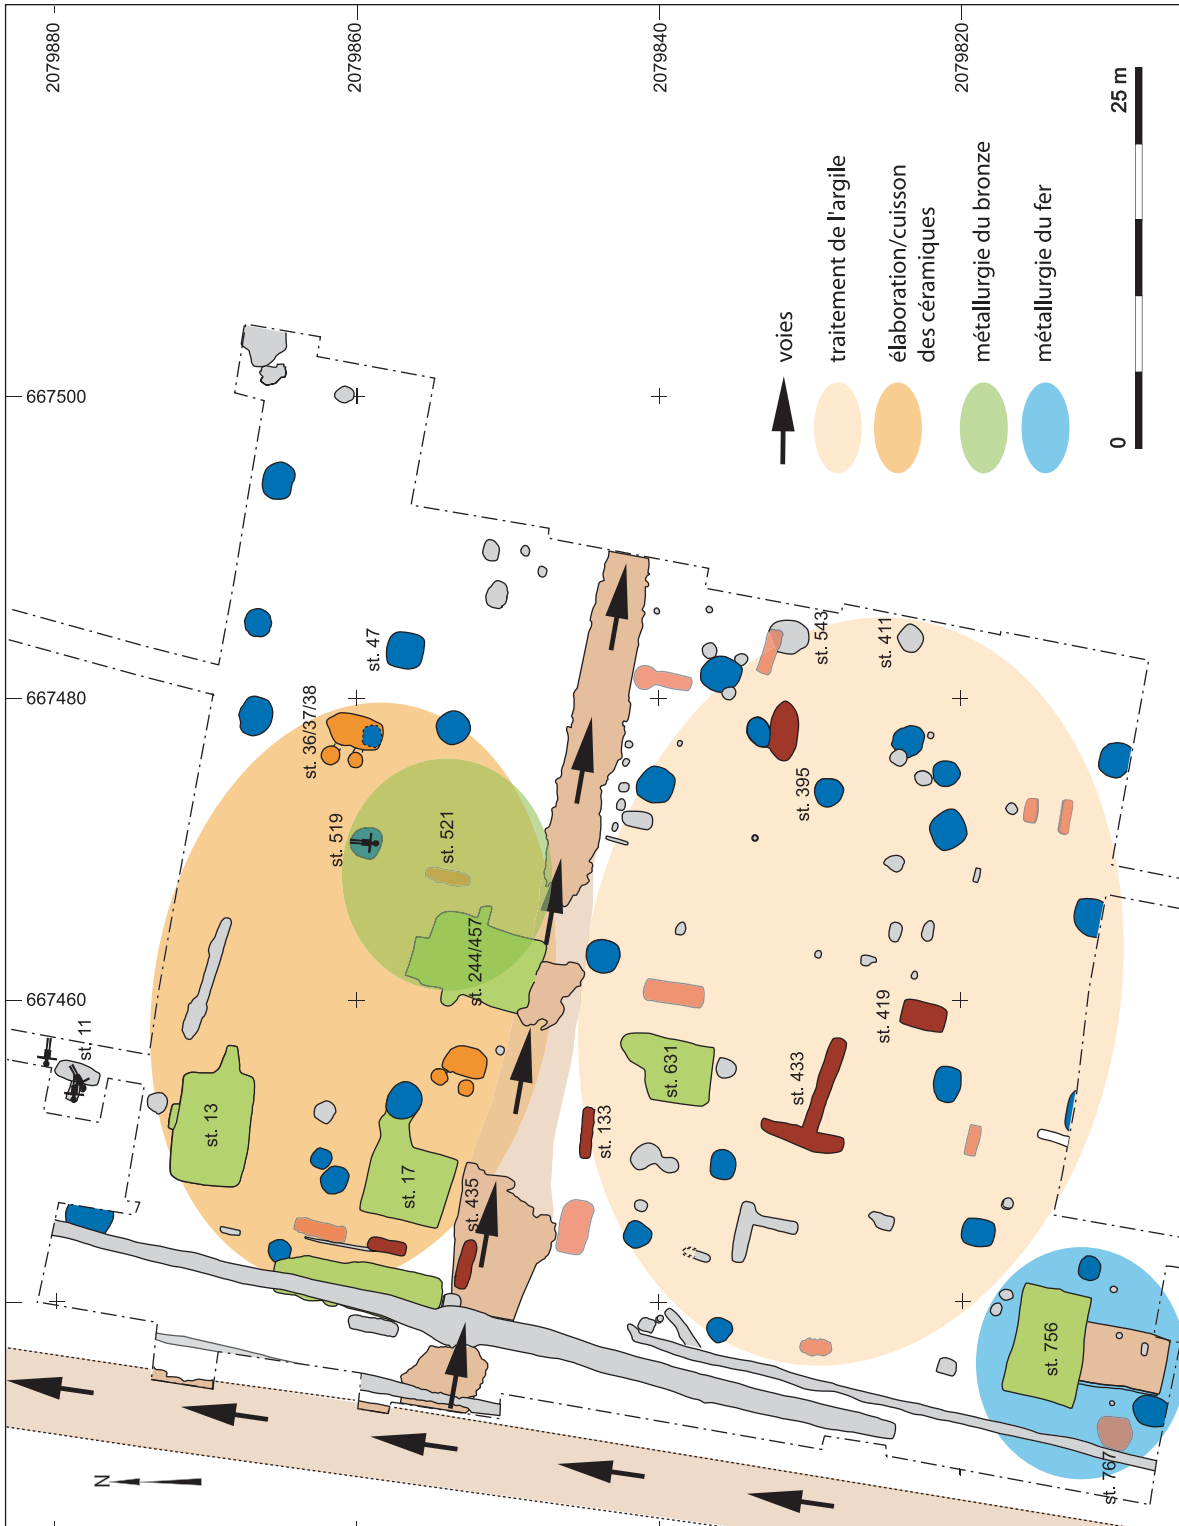 2079880
2079860
2079840
2079820
667500
667480
667460
st. 11
st. 13
st. 17
st. 435
st. 133
st. 244/457
st. 521
st. 519
st. 36/37/38
st. 47
st. 543
st. 411
st. 395
st. 419
st. 433
st. 631
st. 756
st. 767
N
voies
traitement de l'argile
élaboration/cuisson
des céramiques
métallurgie du bronze
métallurgie du fer
0
25 m